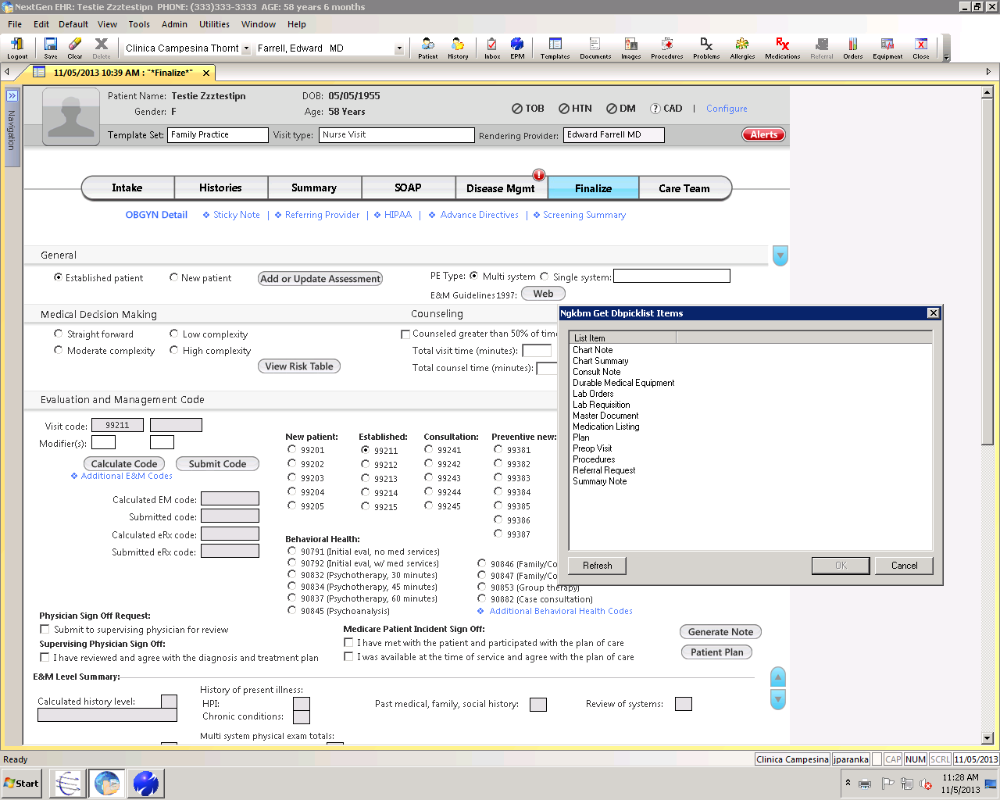 NextGen EHR: Testie Zzztestipn  PHONE: (333)333-3333  AGE: 58 years 6 months
File Edit Default View Tools Admin Utilities Window Help
Clinica Campesina Thornt Farrell, Edward MD
Logout Save Clear Delete Patient History Inbox EPM Templates Documents Images Procedures Problems Allergies Medications Referral Orders Equipment Close
11/05/2013 10:39 AM : "*Finalize*"
Navigation
Patient Name: Testie Zzztestipn DOB: 05/05/1955
Gender: F Age: 58 Years
TOB HTN DM ? CAD | Configure
Template Set: Family Practice Visit type: Nurse Visit Rendering Provider: Edward Farrell MD Alerts
Intake Histories Summary SOAP Disease Mgmt ! Finalize Care Team
OBGYN Detail Sticky Note | Referring Provider | HIPAA | Advance Directives | Screening Summary
General
Established patient New patient Add or Update Assessment PE Type: Multi system Single system:
E&M Guidelines1997: Web
Medical Decision Making Counseling
Straight forward Low complexity Counseled greater than 50% of time
Moderate complexity High complexity Total visit time (minutes):
View Risk Table Total counsel time (minutes):
Evaluation and Management Code
Visit code: 99211
Modifier(s):
Calculate Code Submit Code
Additional E&M Codes
Calculated EM code:
Submitted code:
Calculated eRx code:
Submitted eRx code:
New patient: Established: Consultation: Preventive new:
99201 99211 99241 99381
99202 99212 99242 99382
99203 99213 99243 99383
99204 99214 99244 99384
99205 99215 99245 99385
99386
99387
Behavioral Health:
90791 (Initial eval, no med services)
90792 (Initial eval, w/ med services) 90846 (Family/Co
90832 (Psychotherapy, 30 minutes) 90847 (Family/Co
90834 (Psychotherapy, 45 minutes) 90853 (Group therapy)
90837 (Psychotherapy, 60 minutes) 90882 (Case consultation)
90845 (Psychoanalysis) Additional Behavioral Health Codes
Ngkbm Get Dbpicklist Items
List Item
Chart Note
Chart Summary
Consult Note
Durable Medical Equipment
Lab Orders
Lab Requisition
Master Document
Medication Listing
Plan
Preop Visit
Procedures
Referral Request
Summary Note
Refresh OK Cancel
Physician Sign Off Request:
Submit to supervising physician for review
Supervising Physician Sign Off:
I have reviewed and agree with the diagnosis and treatment plan
Medicare Patient Incident Sign Off:
I have met with the patient and participated with the plan of care
I was available at the time of service and agree with the plan of care
Generate Note
Patient Plan
E&M Level Summary:
Calculated history level:
History of present illness:
HPI:
Chronic conditions:
Past medical, family, social history: Review of systems:
Multi system physical exam totals:
Ready Clinica Campesina jparanka CAP NUM SCRL 11/05/2013
Start 11:28 AM
11/5/2013